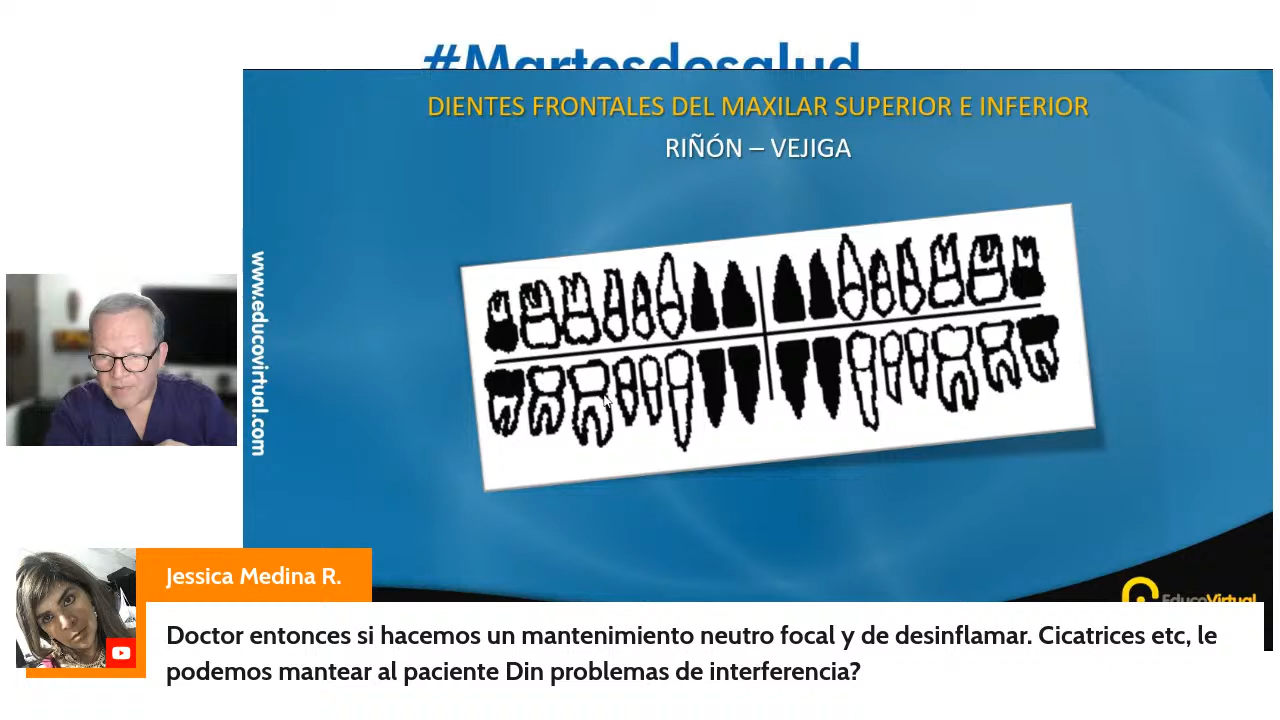 #Martesdesalud
DIENTES FRONTALES DEL MAXILAR SUPERIOR E INFERIOR
RIÑÓN – VEJIGA
www.educovirtual.com
EducoVirtual
Jessica Medina R.
Doctor entonces si hacemos un mantenimiento neutro focal y de desinflamar. Cicatrices etc, le
podemos mantear al paciente Din problemas de interferencia?